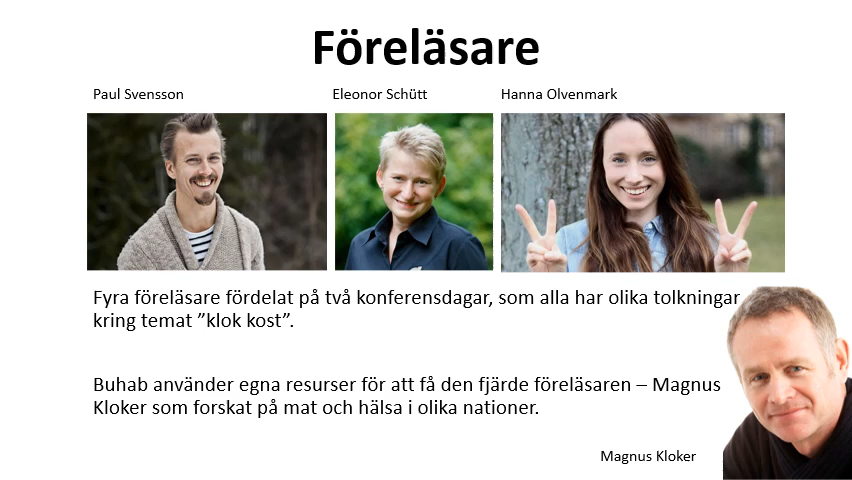 Föreläsare
Paul Svensson
Eleonor Schütt
Hanna Olvenmark
Fyra föreläsare fördelat på två konferensdagar, som alla har olika tolkningar
kring temat ”klok kost”.
Buhab använder egna resurser för att få den fjärde föreläsaren – Magnus
Kloker som forskat på mat och hälsa i olika nationer.
Magnus Kloker